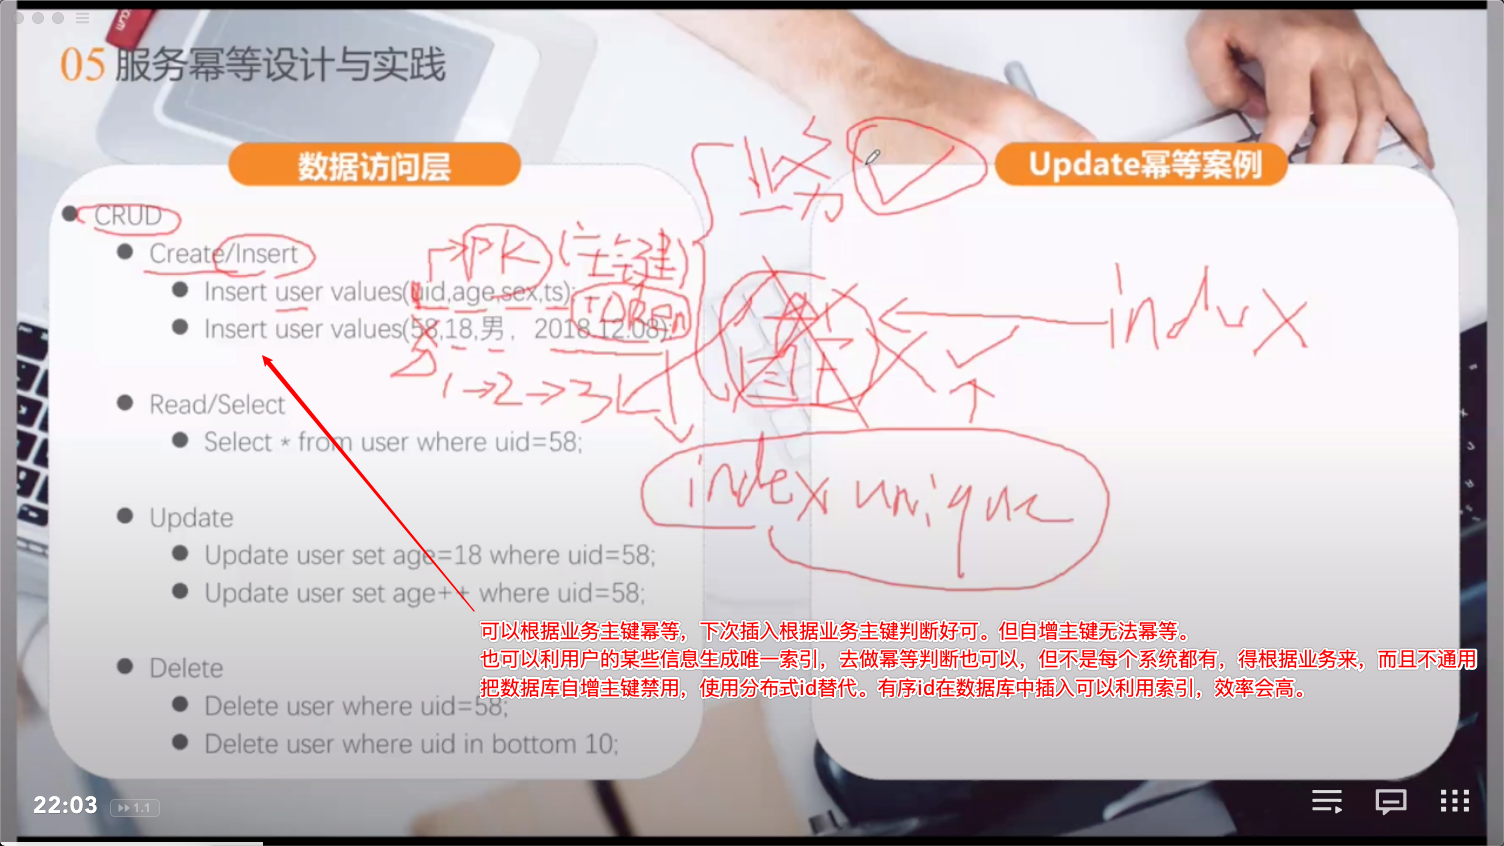 05 服务幂等设计与实践
数据访问层
CRUD
Create/Insert
Insert user values(uid,age,sex,ts);
Insert user values(58,18,男，2018.12.08);
Read/Select
Select * from user where uid=58;
Update
Update user set age=18 where uid=58;
Update user set age++ where uid=58;
Delete
Delete user where uid=58;
Delete user where uid in bottom 10;
Update幂等案例
业务
PK (主键)
1→2→3
index unique
可以根据业务主键幂等，下次插入根据业务主键判断好可。但自增主键无法幂等。
也可以利用用户的某些信息生成唯一索引，去做幂等判断也可以，但不是每个系统都有，得根据业务来，而且不通用
把数据库自增主键禁用，使用分布式id替代。有序id在数据库中插入可以利用索引，效率会高。
22:03
1.1